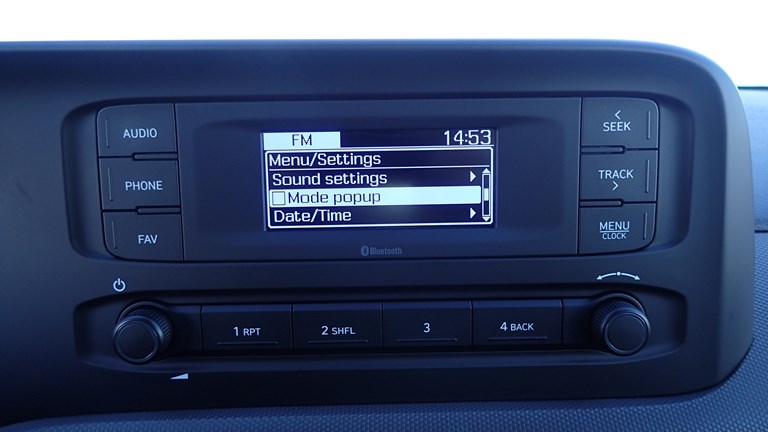 AUDIO
PHONE
FAV
FM 14:53
Menu/Settings
Sound settings
Mode popup
Date/Time
SEEK
TRACK
MENU
CLOCK
Bluetooth
1 RPT
2 SHFL
3
4 BACK